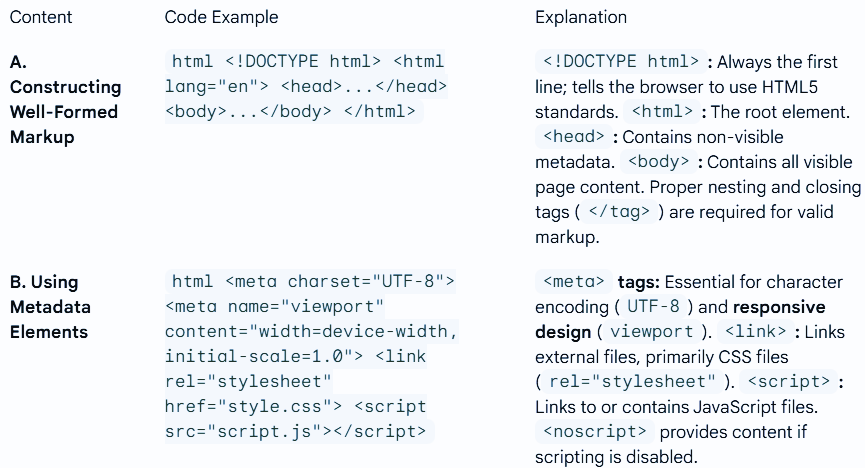 Content
Code Example
Explanation
A.
Constructing
Well-Formed
Markup
html <!DOCTYPE html> <html
lang="en"> <head>...</head>
<body>...</body> </html>
<!DOCTYPE html> : Always the first
line; tells the browser to use HTML5
standards. <html> : The root element.
<head> : Contains non-visible
metadata. <body> : Contains all visible
page content. Proper nesting and closing
tags ( </tag> ) are required for valid
markup.
B. Using
Metadata
Elements
html <meta charset="UTF-8">
<meta name="viewport"
content="width=device-width,
initial-scale=1.0"> <link
rel="stylesheet"
href="style.css"> <script
src="script.js"></script>
<meta> tags: Essential for character
encoding ( UTF-8 ) and responsive
design ( viewport ). <link> : Links
external files, primarily CSS files
( rel="stylesheet" ). <script> :
Links to or contains JavaScript files.
<noscript> provides content if
scripting is disabled.